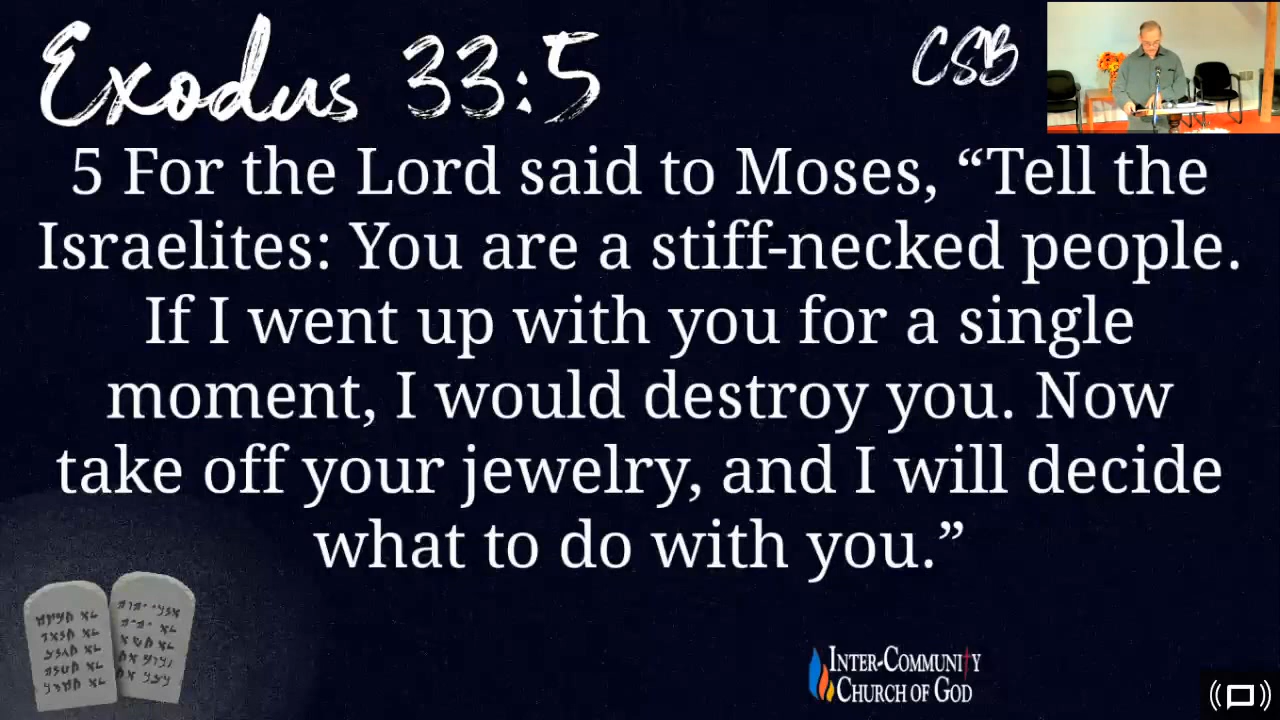 Exodus 33:5
CSB
5 For the Lord said to Moses, “Tell the
Israelites: You are a stiff-necked people.
If I went up with you for a single
moment, I would destroy you. Now
take off your jewelry, and I will decide
what to do with you.”
Inter-Community
Church of God